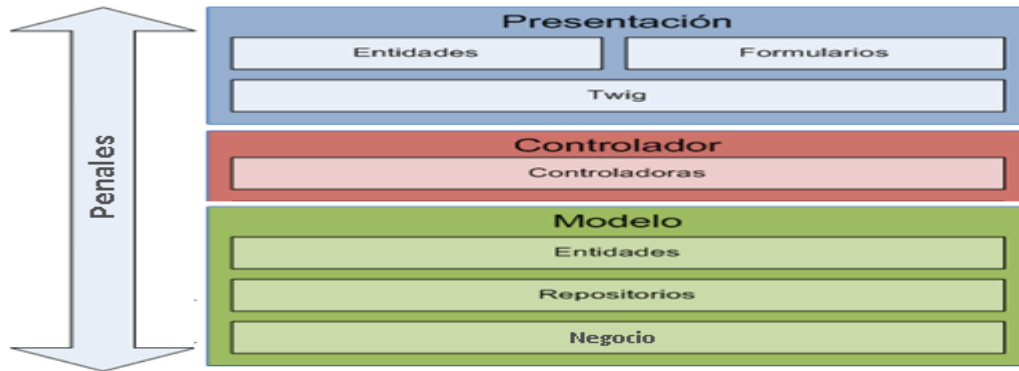 Penales
Presentación
Entidades
Formularios
Twig
Controlador
Controladoras
Modelo
Entidades
Repositorios
Negocio